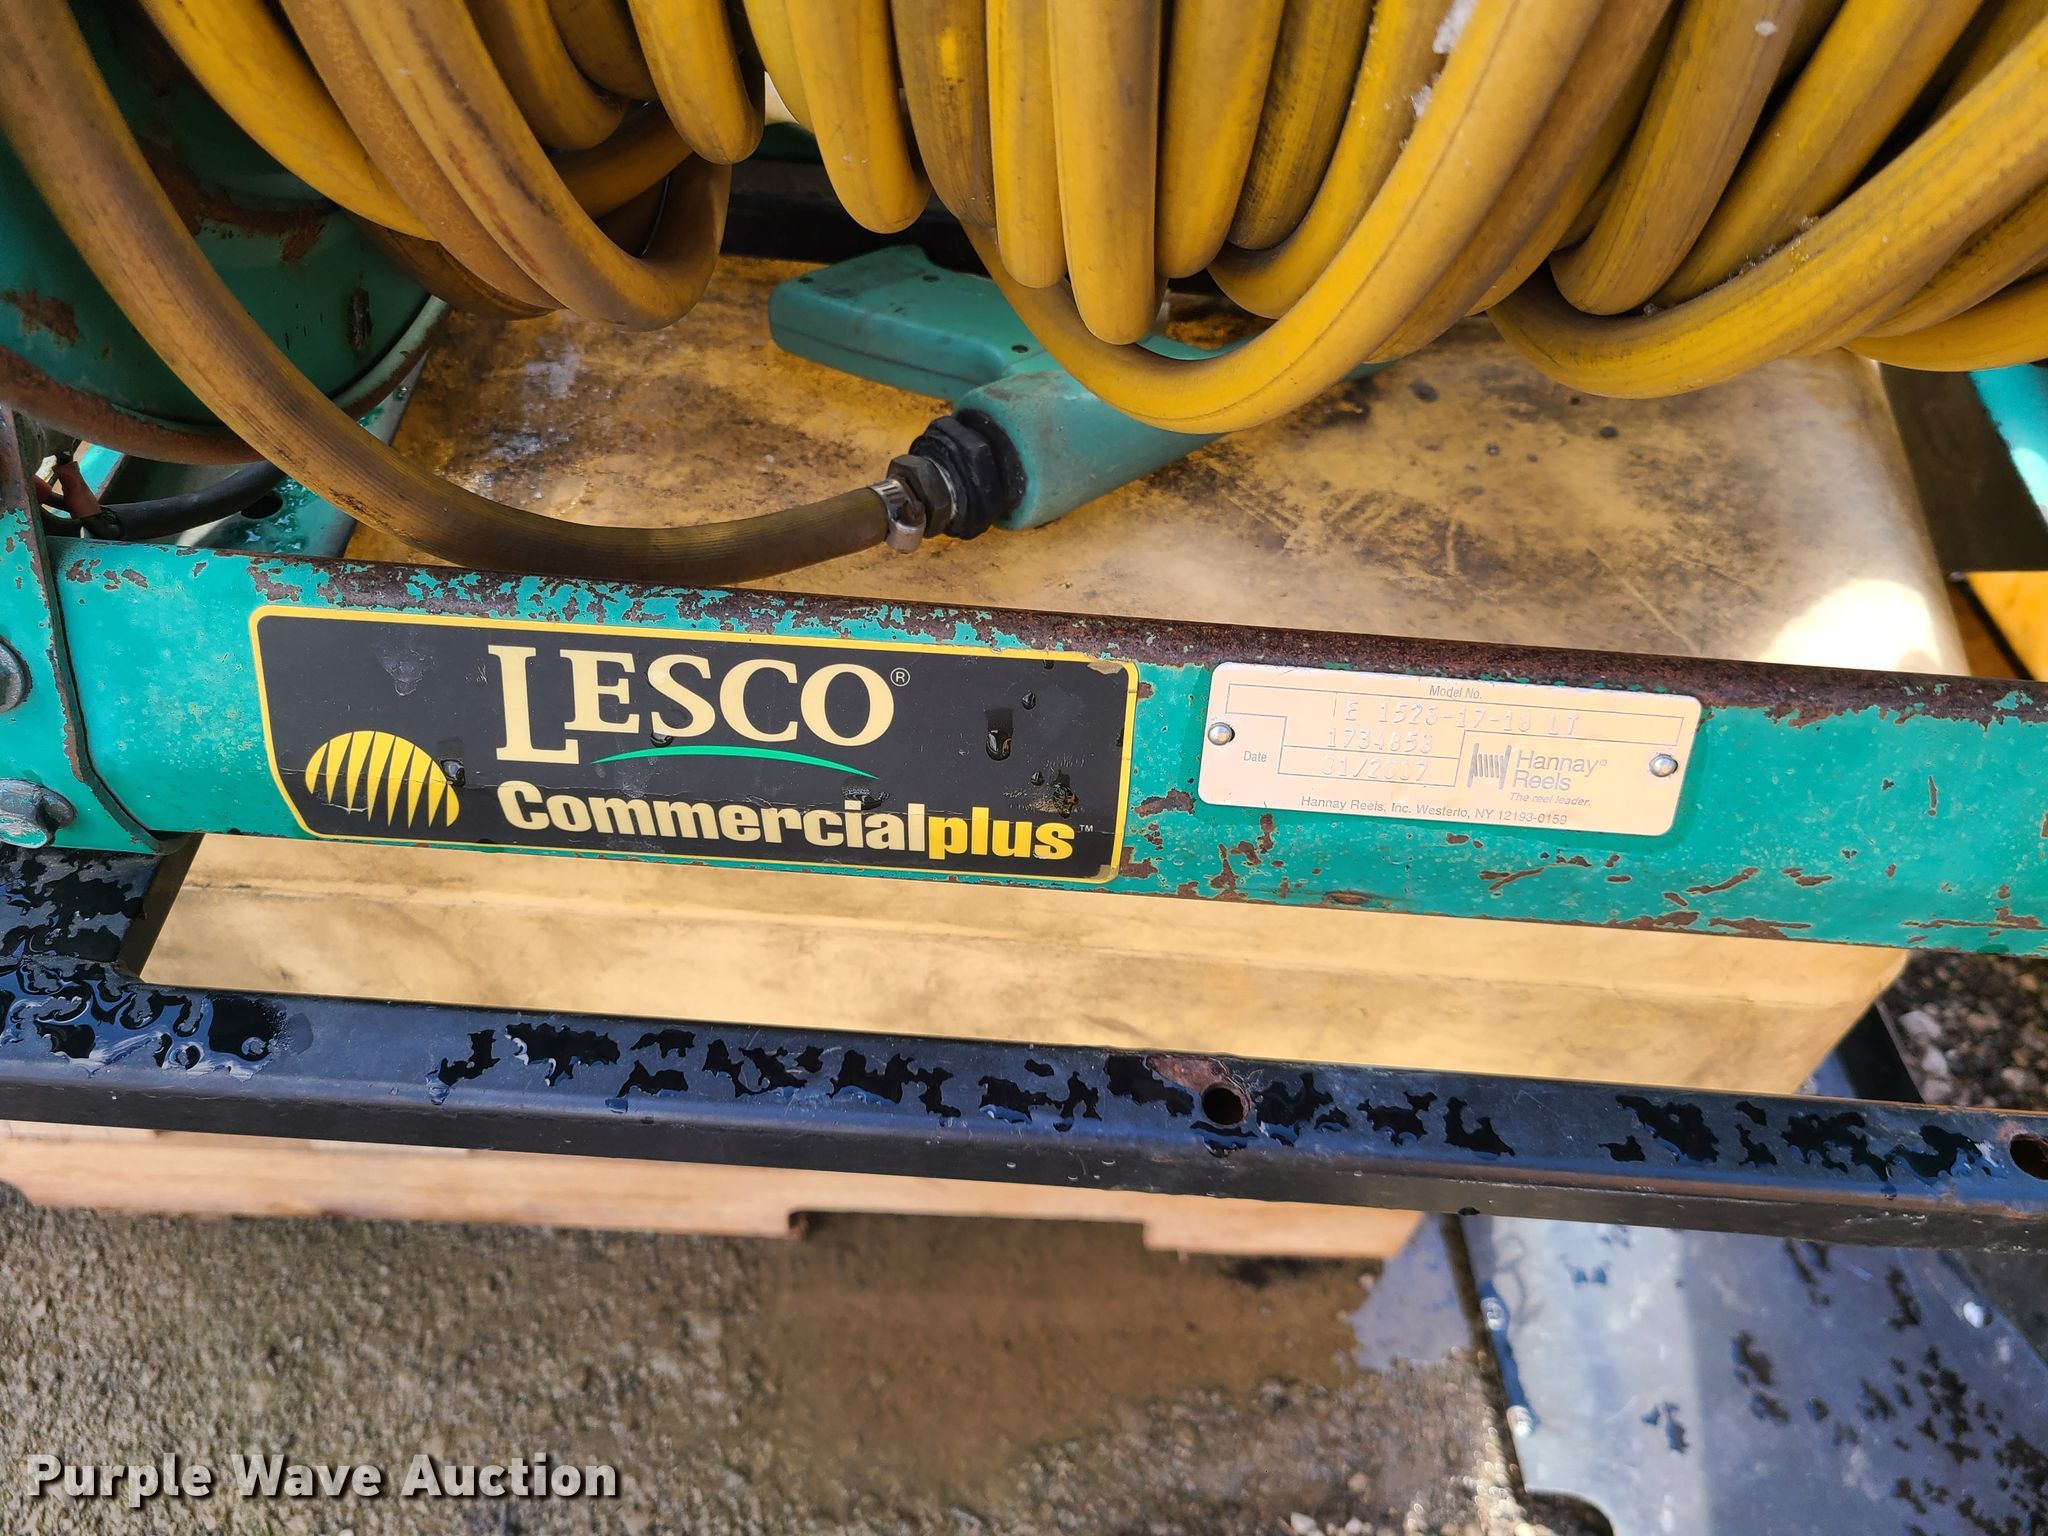 LESCO®
Commercialplus™
Model No.
E 1526-17-18 LT
1734853
Date
01/2007
Hannay®
Reels
The reel leader.
Hannay Reels, Inc. Westerlo, NY 12193-0159
Purple Wave Auction